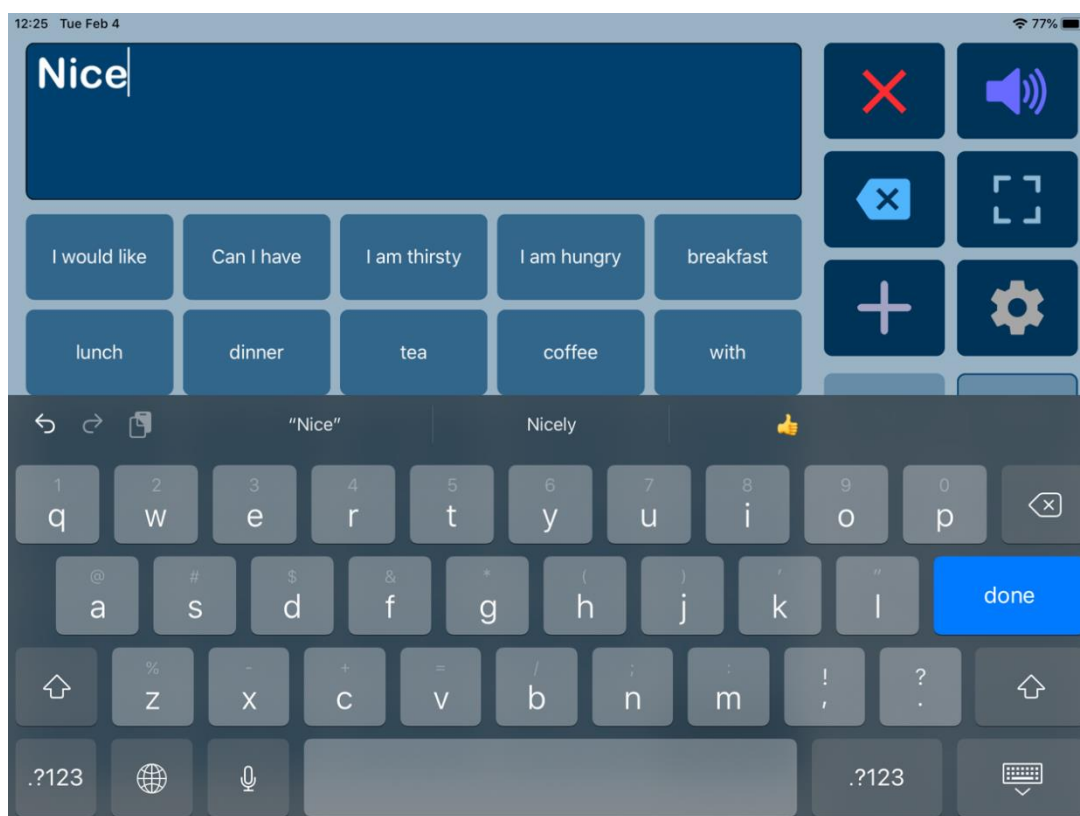 12:25 Tue Feb 4 77%
Nice
I would like Can I have I am thirsty I am hungry breakfast
lunch dinner tea coffee with
"Nice" Nicely 👍
1 2 3 4 5 6 7 8 9 0
q w e r t y u i o p
@ # $ & * ( ) ' "
a s d f g h j k l done
% - + = / ; : ! ?
z x c v b n m , .
.?123 .?123